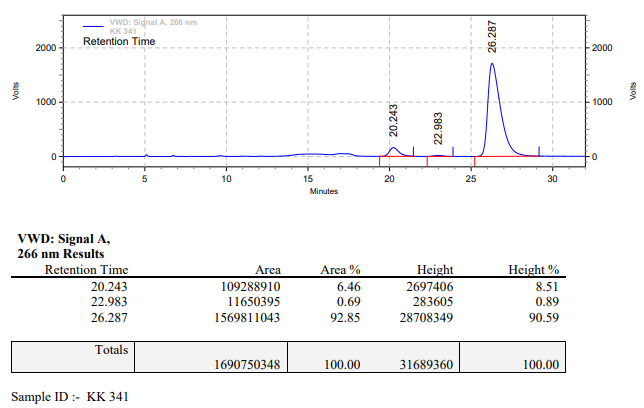 VWD: Signal A, 266 nm
KK 341
Retention Time
26.287
20.243
22.983
2000
1000
0
2000
1000
0
Volts
Volts
0 5 10 15 20 25 30
Minutes
VWD: Signal A,
266 nm Results
Retention Time Area Area % Height Height %
20.243 109288910 6.46 2697406 8.51
22.983 11650395 0.69 283605 0.89
26.287 1569811043 92.85 28708349 90.59
Totals
1690750348 100.00 31689360 100.00
Sample ID :- KK 341